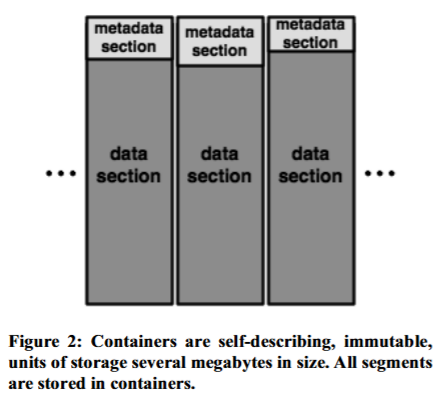 metadata section
metadata section
metadata section
data section
data section
data section
Figure 2: Containers are self-describing, immutable,
units of storage several megabytes in size. All segments
are stored in containers.